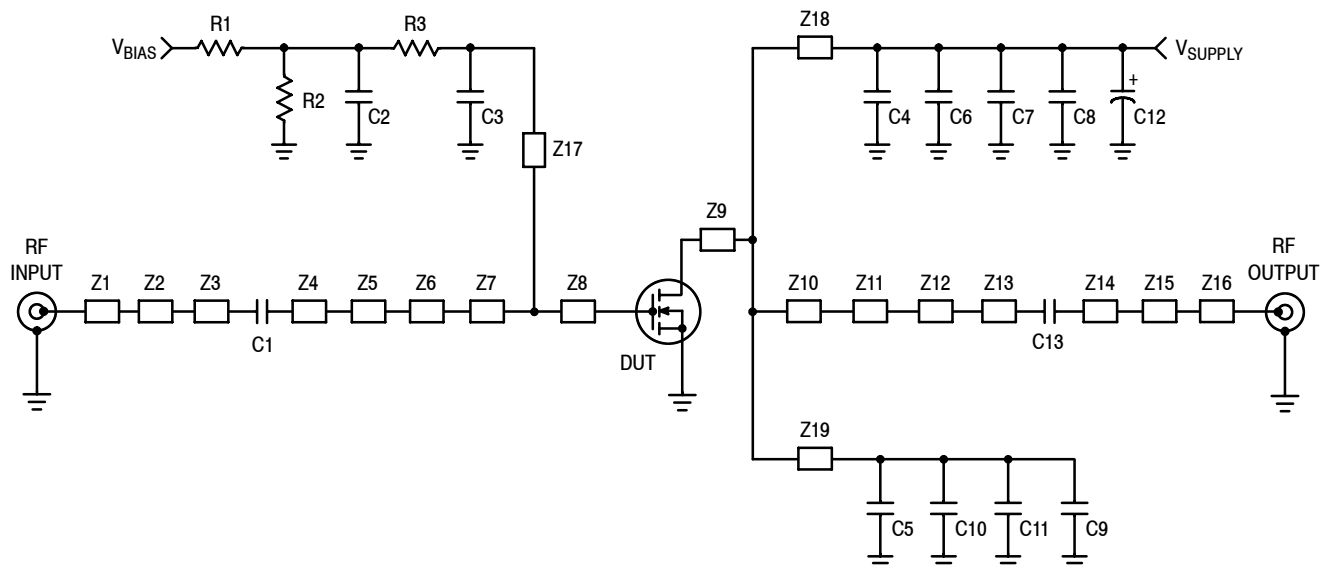 R1
R3
Z18
VBIAS
VSUPPLY
R2
C2
C3
C4
C6
C7
C8
+
C12
Z17
Z9
RF
INPUT
RF
OUTPUT
Z1
Z2
Z3
Z4
Z5
Z6
Z7
Z8
Z10
Z11
Z12
Z13
Z14
Z15
Z16
C1
C13
DUT
Z19
C5
C10
C11
C9